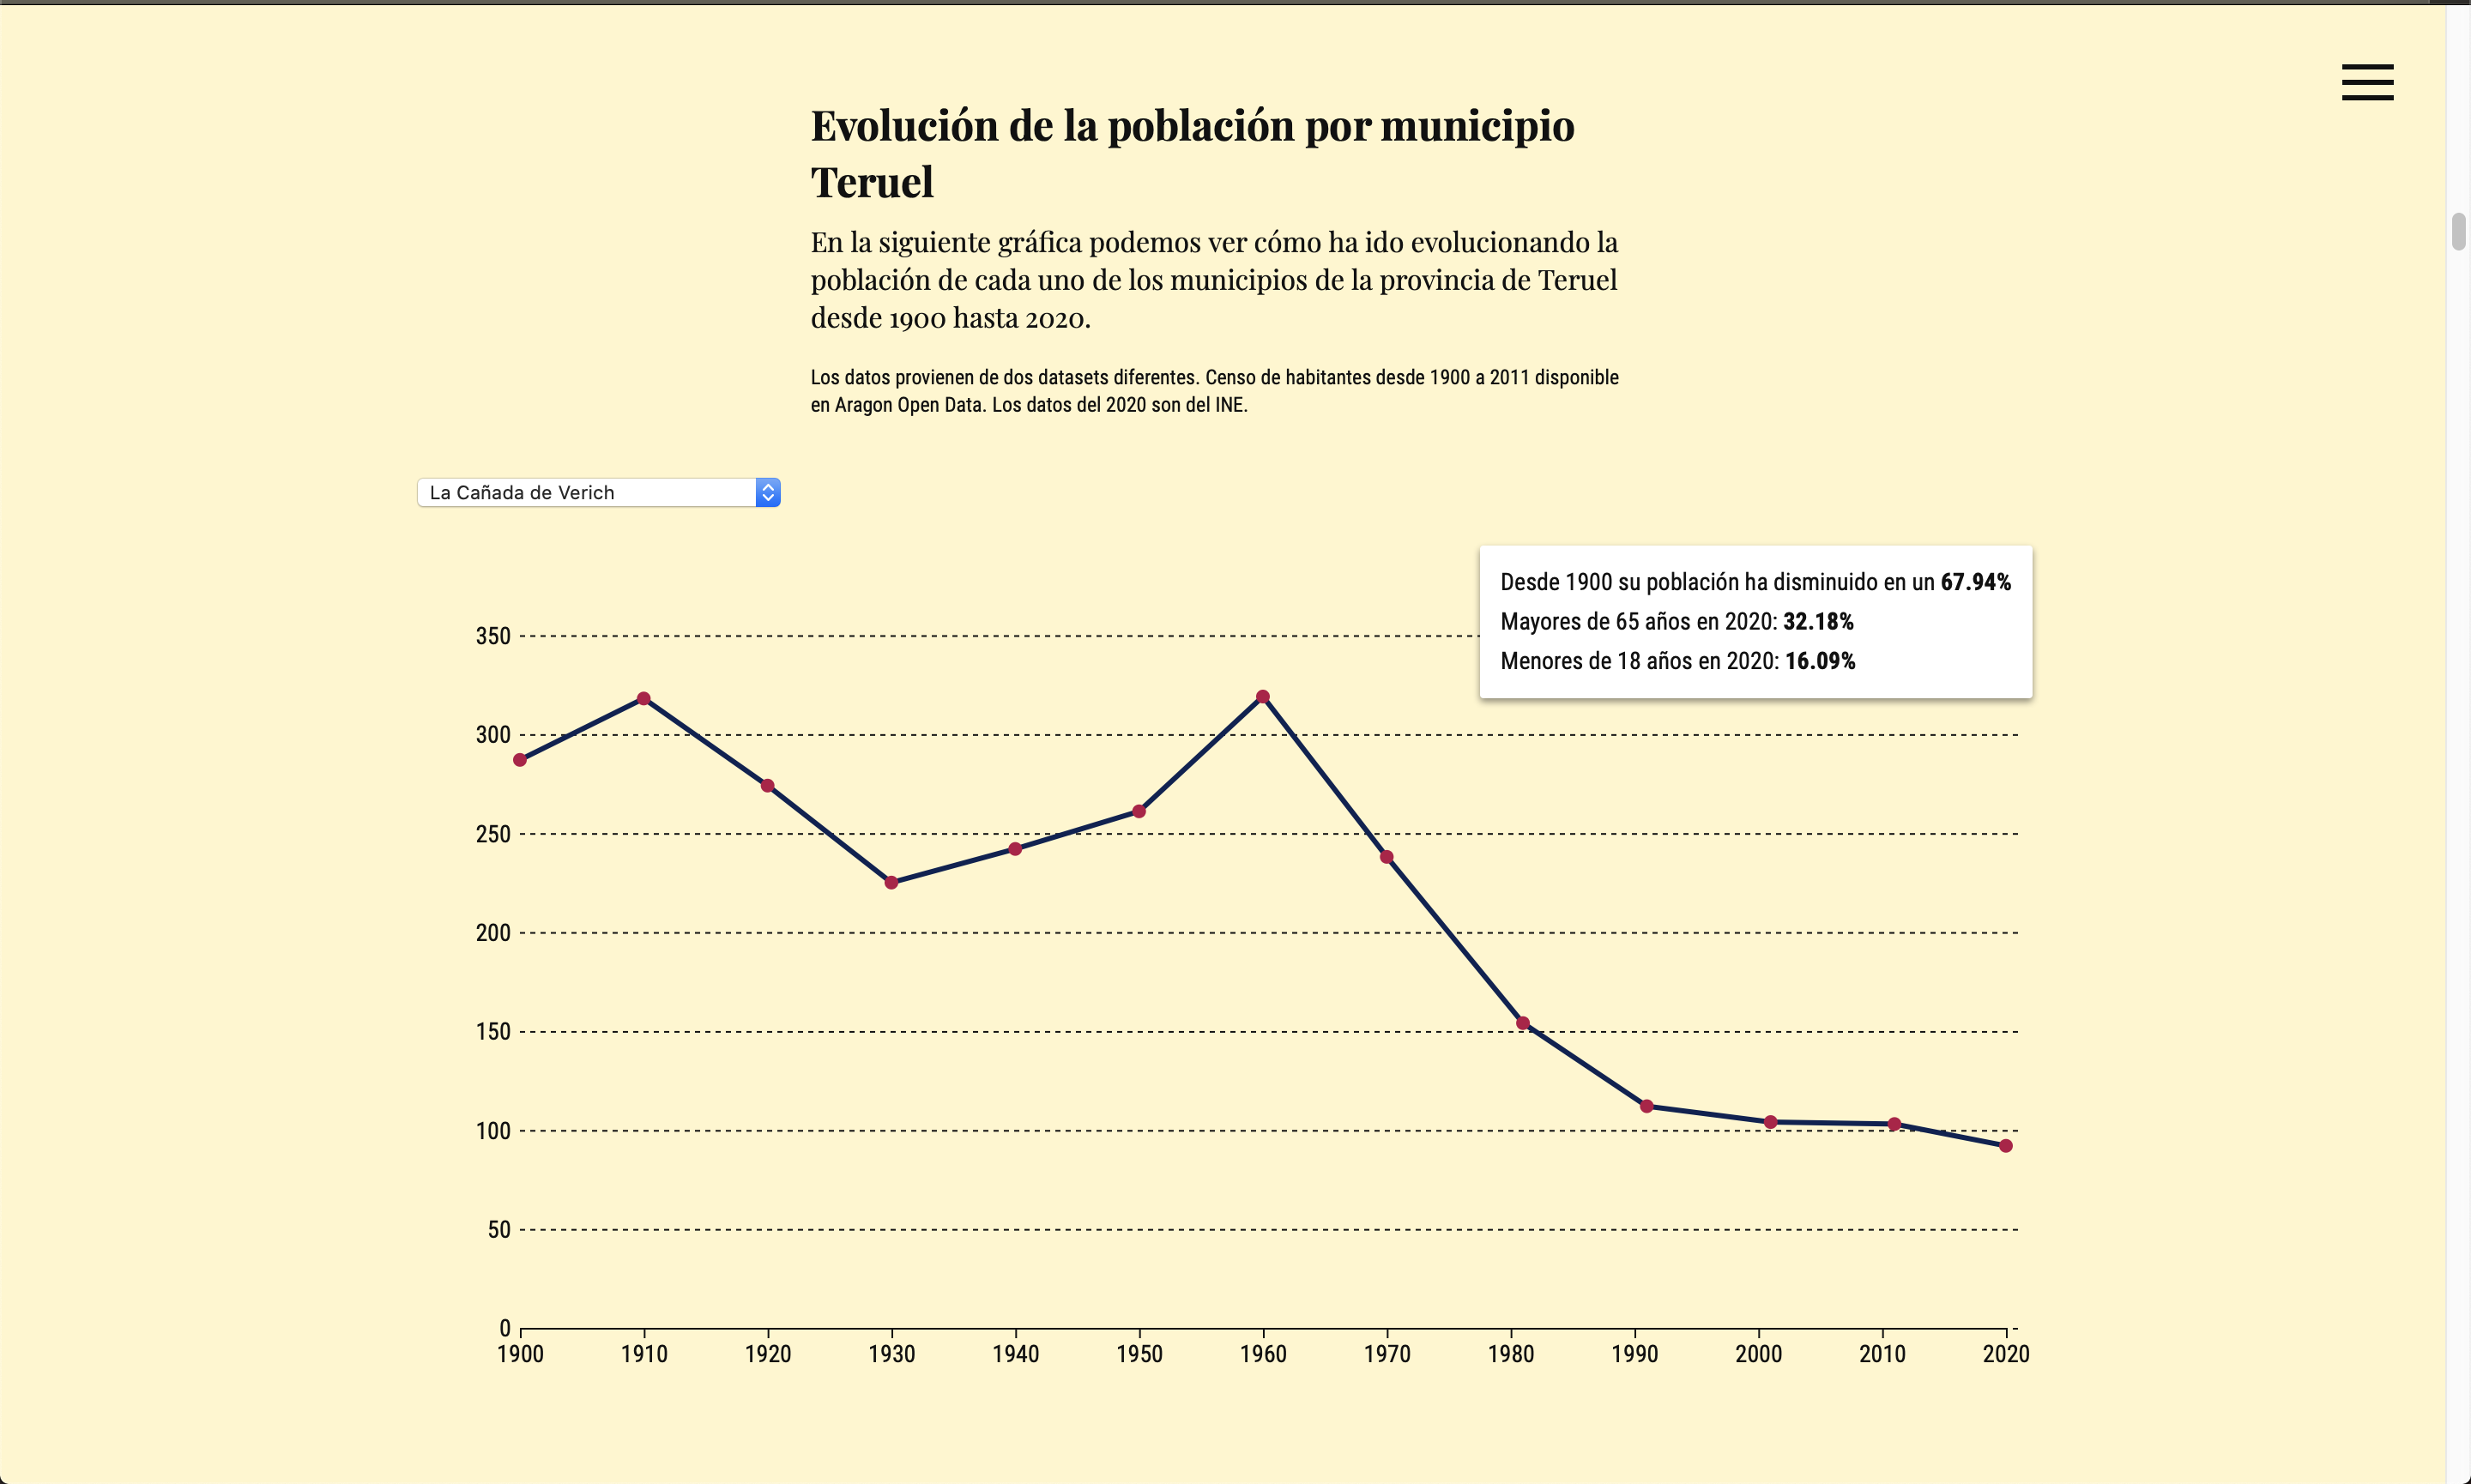 Evolución de la población por municipio
Teruel
En la siguiente gráfica podemos ver cómo ha ido evolucionando la
población de cada uno de los municipios de la provincia de Teruel
desde 1900 hasta 2020.
Los datos provienen de dos datasets diferentes. Censo de habitantes desde 1900 a 2011 disponible
en Aragon Open Data. Los datos del 2020 son del INE.
La Cañada de Verich
Desde 1900 su población ha disminuido en un 67.94%
Mayores de 65 años en 2020: 32.18%
Menores de 18 años en 2020: 16.09%
350
300
250
200
150
100
50
0
1900 1910 1920 1930 1940 1950 1960 1970 1980 1990 2000 2010 2020